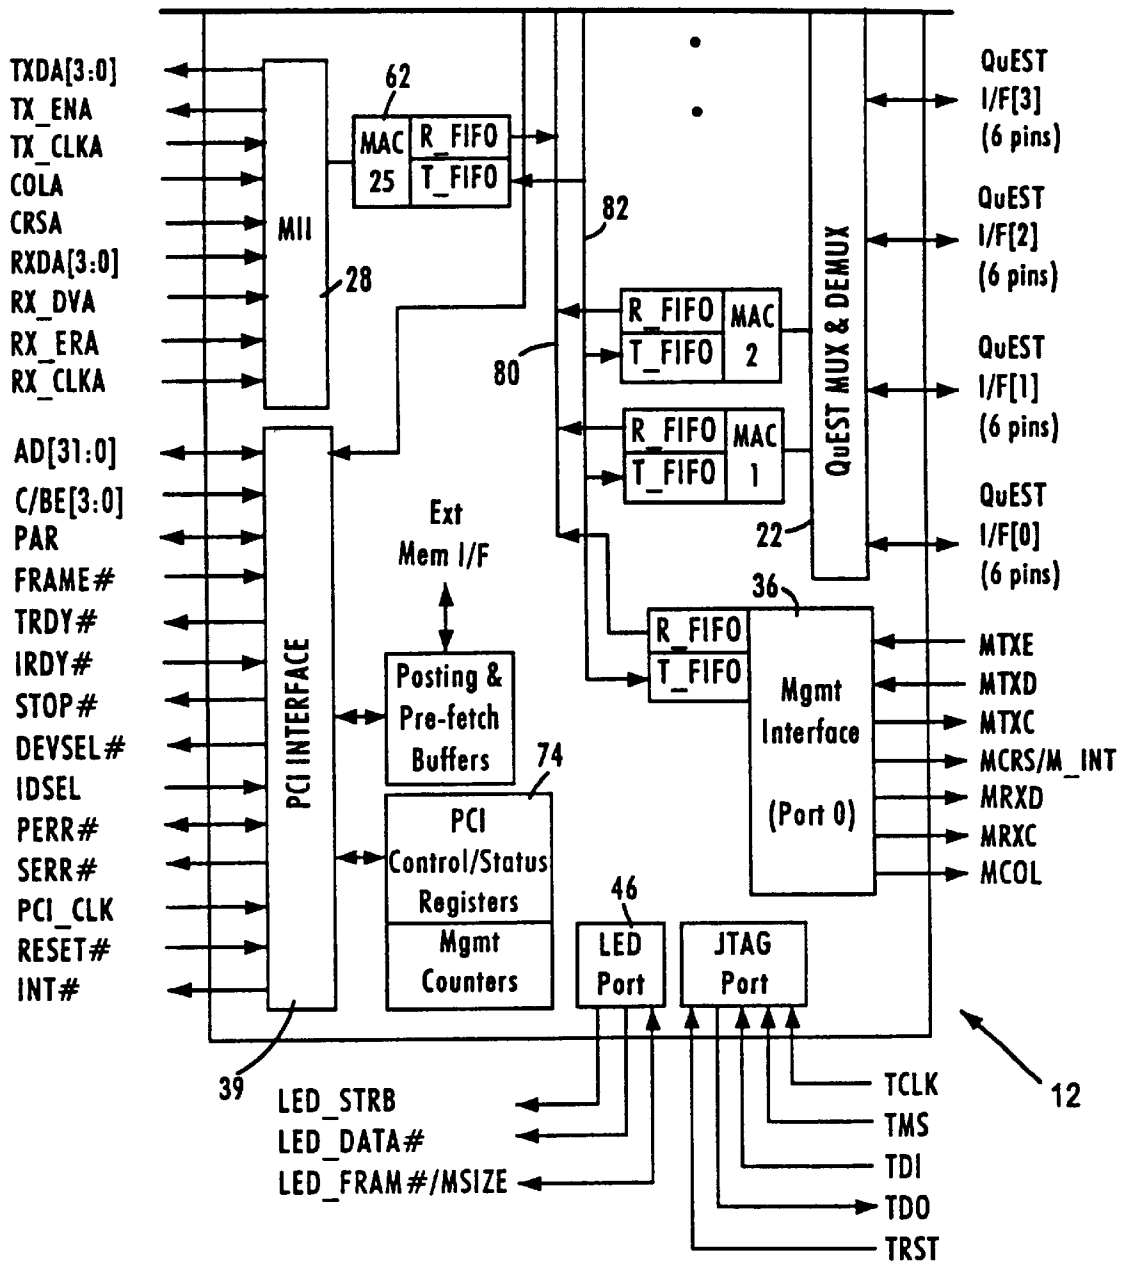 TXDA[3:0]
TX_ENA
TX_CLKA
COLA
CRSA
RXDA[3:0]
RX_DVA
RX_ERA
RX_CLKA
MII
28
62
MAC
25
R_FIFO
T_FIFO
82
80
R_FIFO
T_FIFO
MAC
2
R_FIFO
T_FIFO
MAC
1
QuEST MUX & DEMUX
22
QuEST
I/F[3]
(6 pins)
QuEST
I/F[2]
(6 pins)
QuEST
I/F[1]
(6 pins)
QuEST
I/F[0]
(6 pins)
AD[31:0]
C/BE[3:0]
PAR
FRAME#
TRDY#
IRDY#
STOP#
DEVSEL#
IDSEL
PERR#
SERR#
PCI_CLK
RESET#
INT#
PCI INTERFACE
39
Ext
Mem I/F
Posting &
Pre-fetch
Buffers
74
PCI
Control/Status
Registers
Mgmt
Counters
36
R_FIFO
T_FIFO
Mgmt
Interface
(Port 0)
MTXE
MTXD
MTXC
MCRS/M_INT
MRXD
MRXC
MCOL
46
LED
Port
JTAG
Port
LED_STRB
LED_DATA#
LED_FRAM#/MSIZE
TCLK
TMS
TDI
TDO
TRST
12